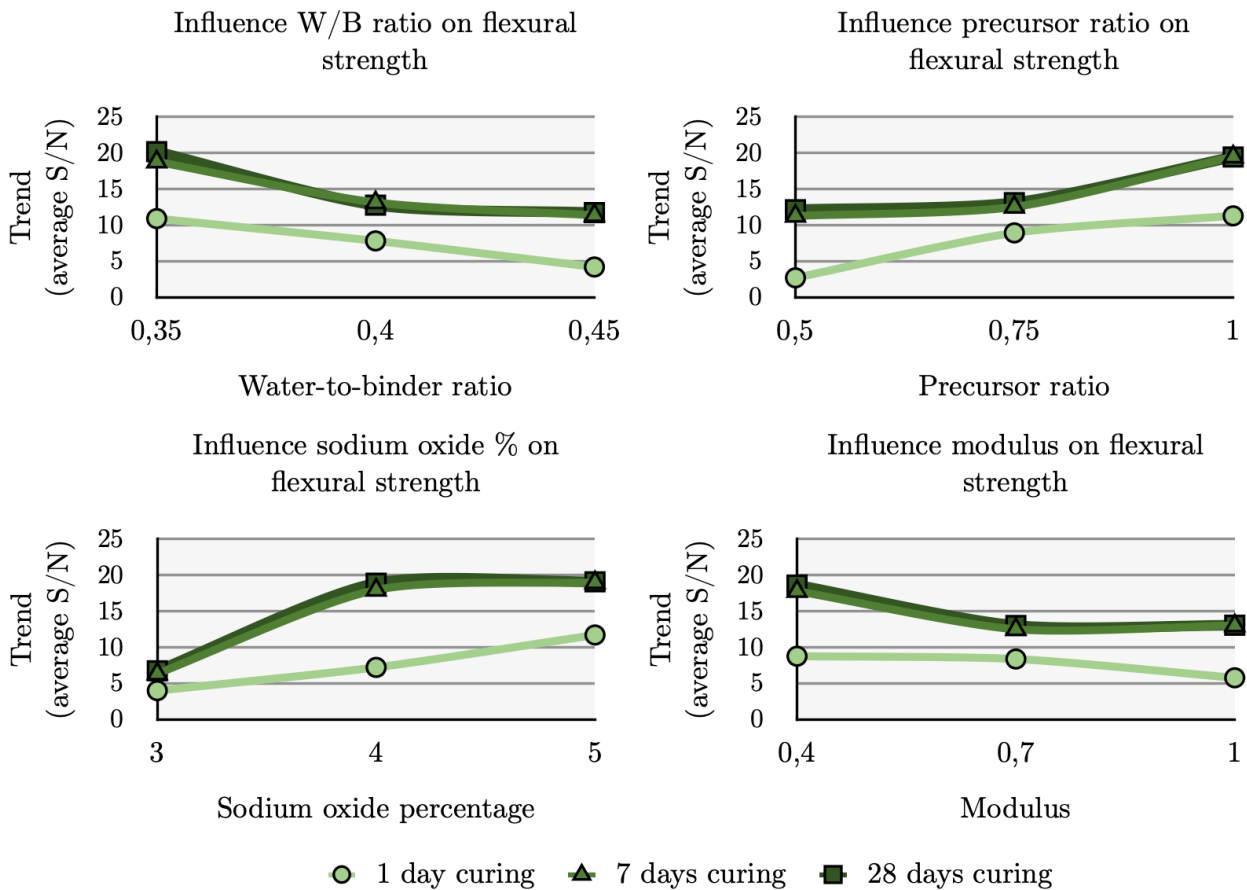 Influence W/B ratio on flexural
strength
Trend
(average S/N)
25
20
15
10
5
0
0,35
0,4
0,45
Water-to-binder ratio
Influence precursor ratio on
flexural strength
Trend
(average S/N)
25
20
15
10
5
0
0,5
0,75
1
Precursor ratio
Influence sodium oxide % on
flexural strength
Trend
(average S/N)
25
20
15
10
5
0
3
4
5
Sodium oxide percentage
Influence modulus on flexural
strength
Trend
(average S/N)
25
20
15
10
5
0
0,4
0,7
1
Modulus
1 day curing
7 days curing
28 days curing